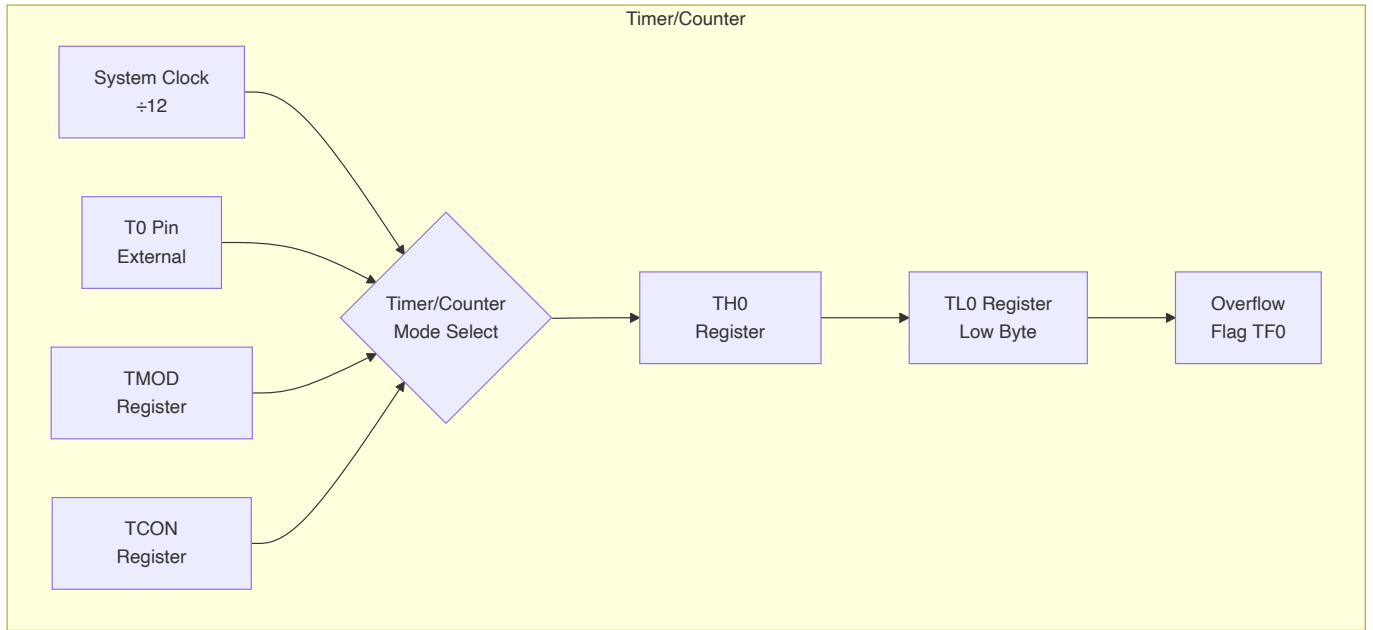 Timer/Counter
System Clock
÷12
T0 Pin
External
TMOD
Register
TCON
Register
Timer/Counter
Mode Select
TH0
Register
TL0 Register
Low Byte
Overflow
Flag TF0